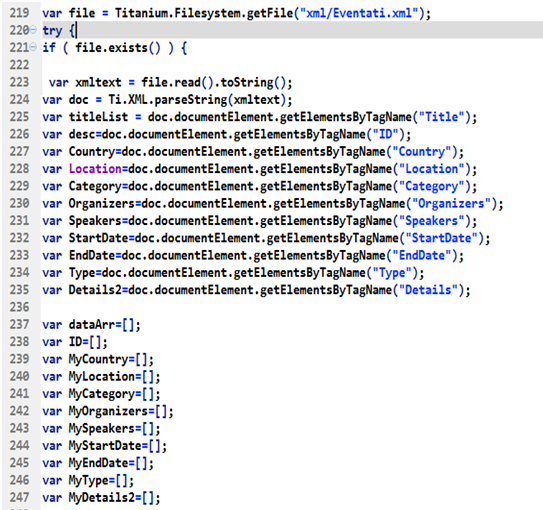 219 var file = Titanium.Filesystem.getFile("xml/Eventati.xml");
220 try {
221 if ( file.exists() ) {
222
223 var xmltext = file.read().toString();
224 var doc = Ti.XML.parseString(xmltext);
225 var titleList = doc.documentElement.getElementsByTagName("Title");
226 var desc=doc.documentElement.getElementsByTagName("ID");
227 var Country=doc.documentElement.getElementsByTagName("Country");
228 var Location=doc.documentElement.getElementsByTagName("Location");
229 var Category=doc.documentElement.getElementsByTagName("Category");
230 var Organizers=doc.documentElement.getElementsByTagName("Organizers");
231 var Speakers=doc.documentElement.getElementsByTagName("Speakers");
232 var StartDate=doc.documentElement.getElementsByTagName("StartDate");
233 var EndDate=doc.documentElement.getElementsByTagName("EndDate");
234 var Type=doc.documentElement.getElementsByTagName("Type");
235 var Details2=doc.documentElement.getElementsByTagName("Details");
236
237 var dataArr=[];
238 var ID=[];
239 var MyCountry=[];
240 var MyLocation=[];
241 var MyCategory=[];
242 var MyOrganizers=[];
243 var MySpeakers=[];
244 var MyStartDate=[];
245 var MyEndDate=[];
246 var MyType=[];
247 var MyDetails2=[];